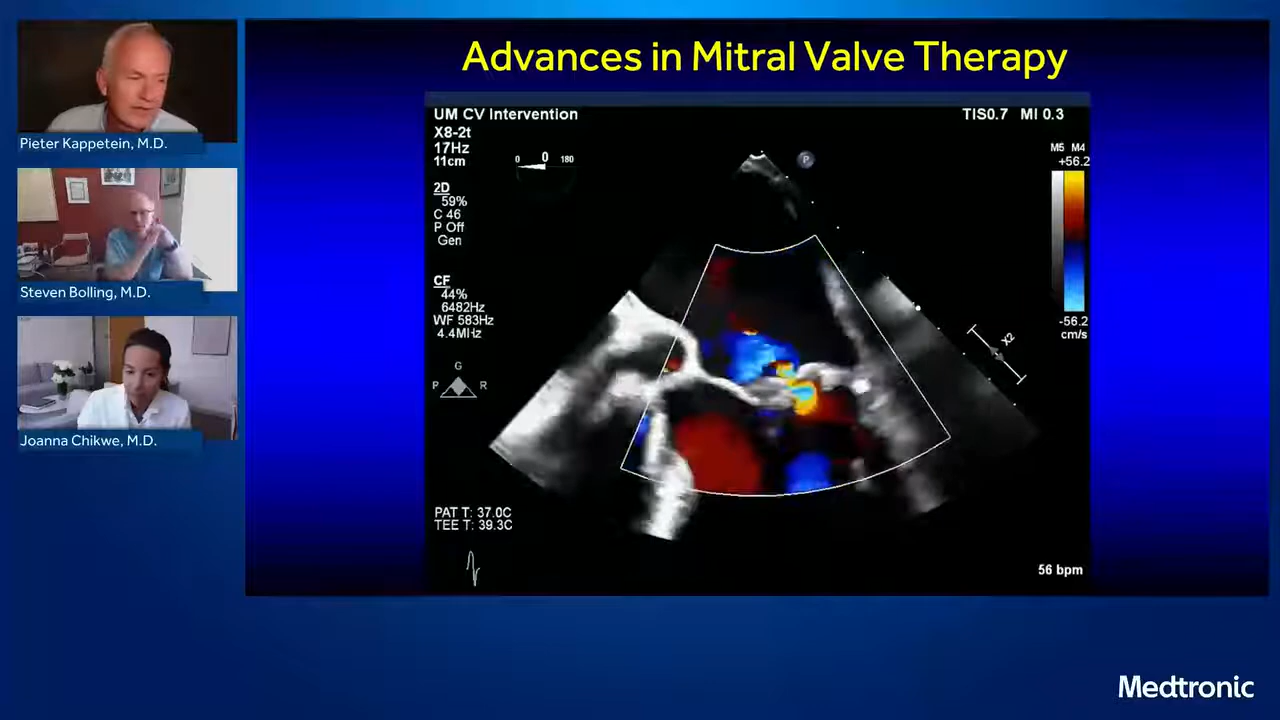 Pieter Kappetein, M.D.
Steven Bolling, M.D.
Joanna Chikwe, M.D.
Advances in Mitral Valve Therapy
UM CV Intervention
TIS0.7 MI 0.3
X8-2t
17Hz
11cm
0 0 180
P
2D
59%
C 46
P Off
Gen
CF
44%
6482Hz
WF 583Hz
4.4MHz
G
P R
M5 M4
+56.2
-56.2
cm/s
X2
PAT T: 37.0C
TEE T: 39.3C
56 bpm
Medtronic